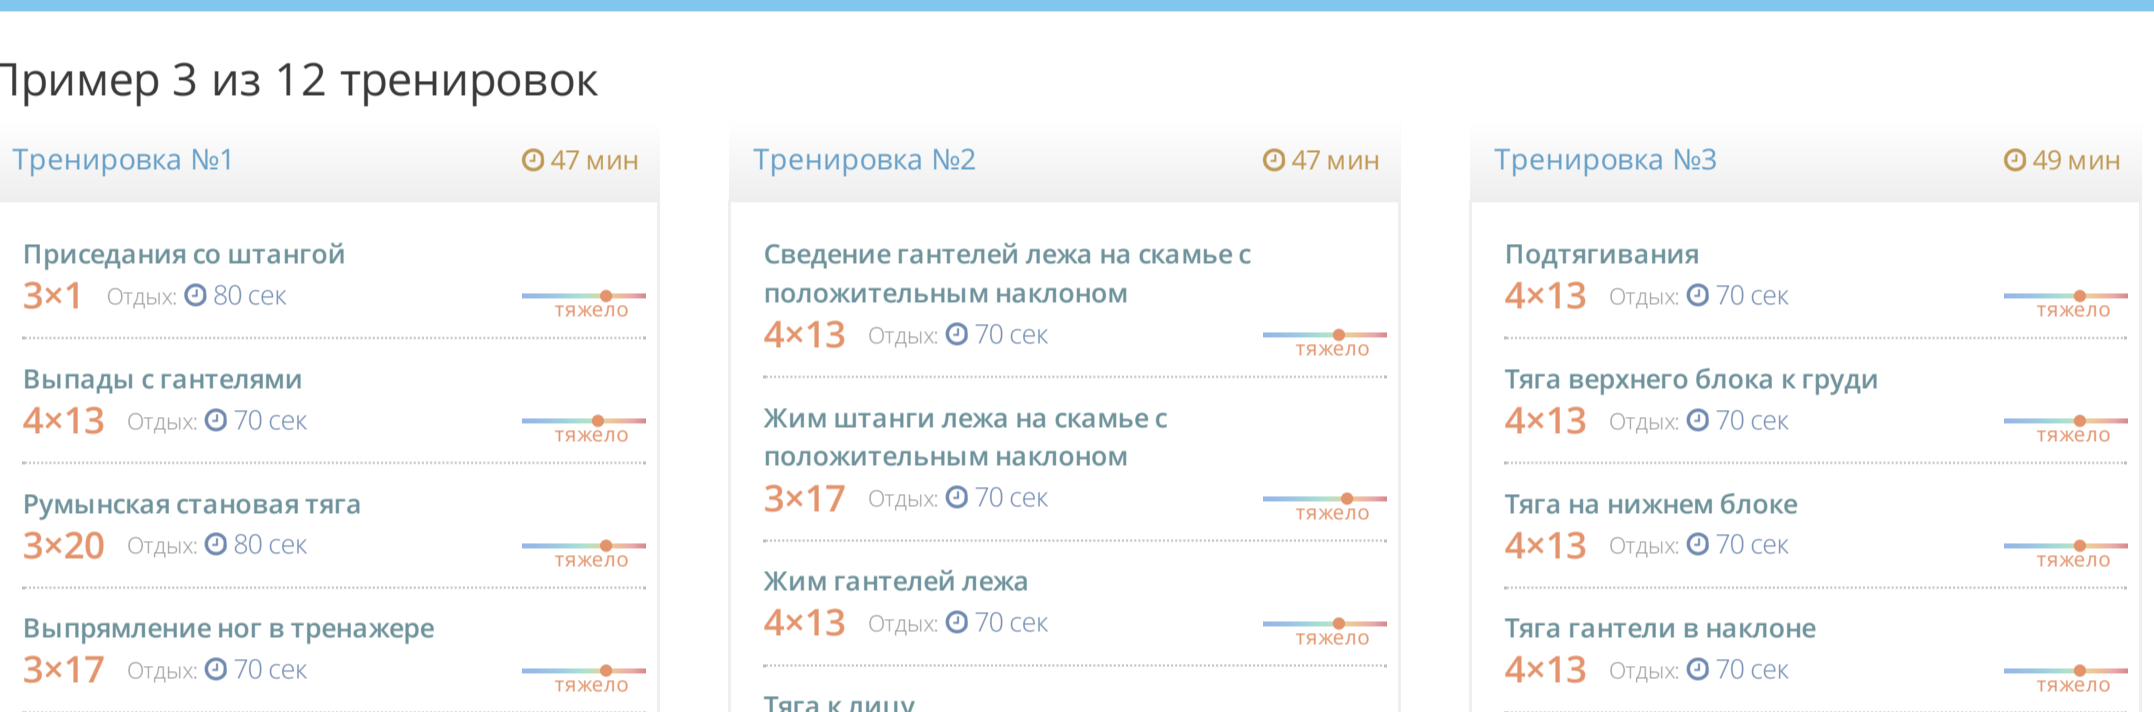 Пример 3 из 12 тренировок
Тренировка №1
47 мин
Приседания со штангой
3×1 Отдых: 80 сек
тяжело
Выпады с гантелями
4×13 Отдых: 70 сек
тяжело
Румынская становая тяга
3×20 Отдых: 80 сек
тяжело
Выпрямление ног в тренажере
3×17 Отдых: 70 сек
тяжело
Тренировка №2
47 мин
Сведение гантелей лежа на скамье с
положительным наклоном
4×13 Отдых: 70 сек
тяжело
Жим штанги лежа на скамье с
положительным наклоном
3×17 Отдых: 70 сек
тяжело
Жим гантелей лежа
4×13 Отдых: 70 сек
тяжело
Тяга к лицу
Тренировка №3
49 мин
Подтягивания
4×13 Отдых: 70 сек
тяжело
Тяга верхнего блока к груди
4×13 Отдых: 70 сек
тяжело
Тяга на нижнем блоке
4×13 Отдых: 70 сек
тяжело
Тяга гантели в наклоне
4×13 Отдых: 70 сек
тяжело